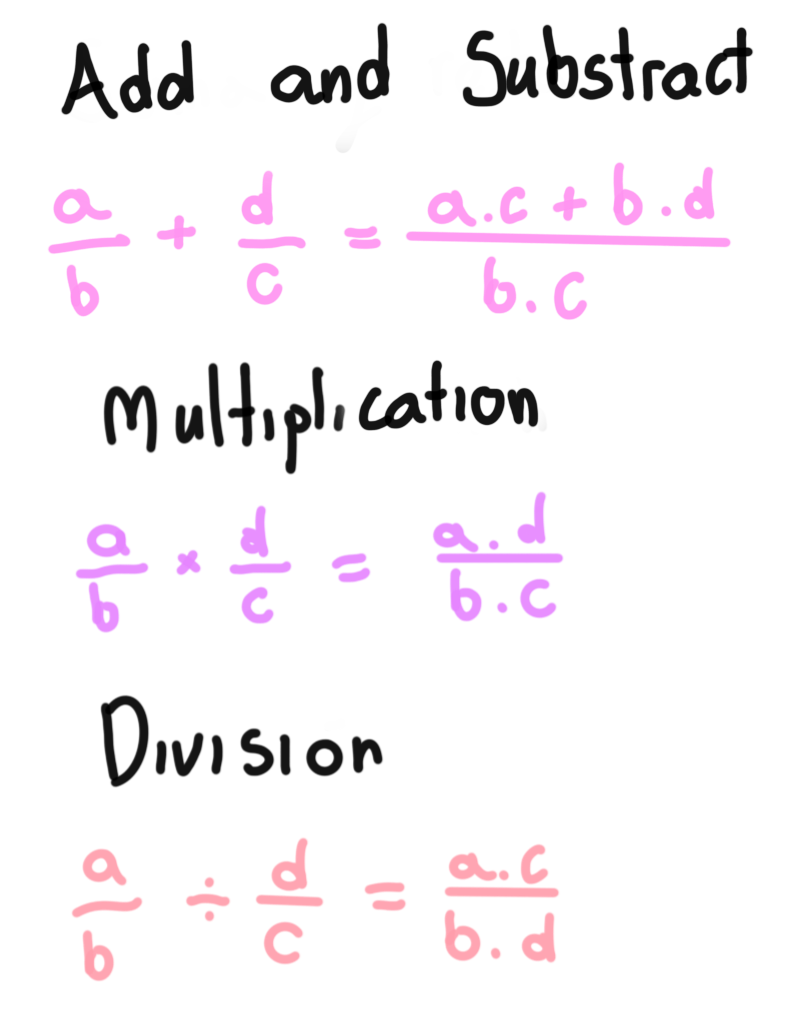 Add and Substract
a/b + d/c = a.c + b.d/b.c
Multiplication
a/b × d/c = a.d/b.c
Division
a/b ÷ d/c = a.c/b.d